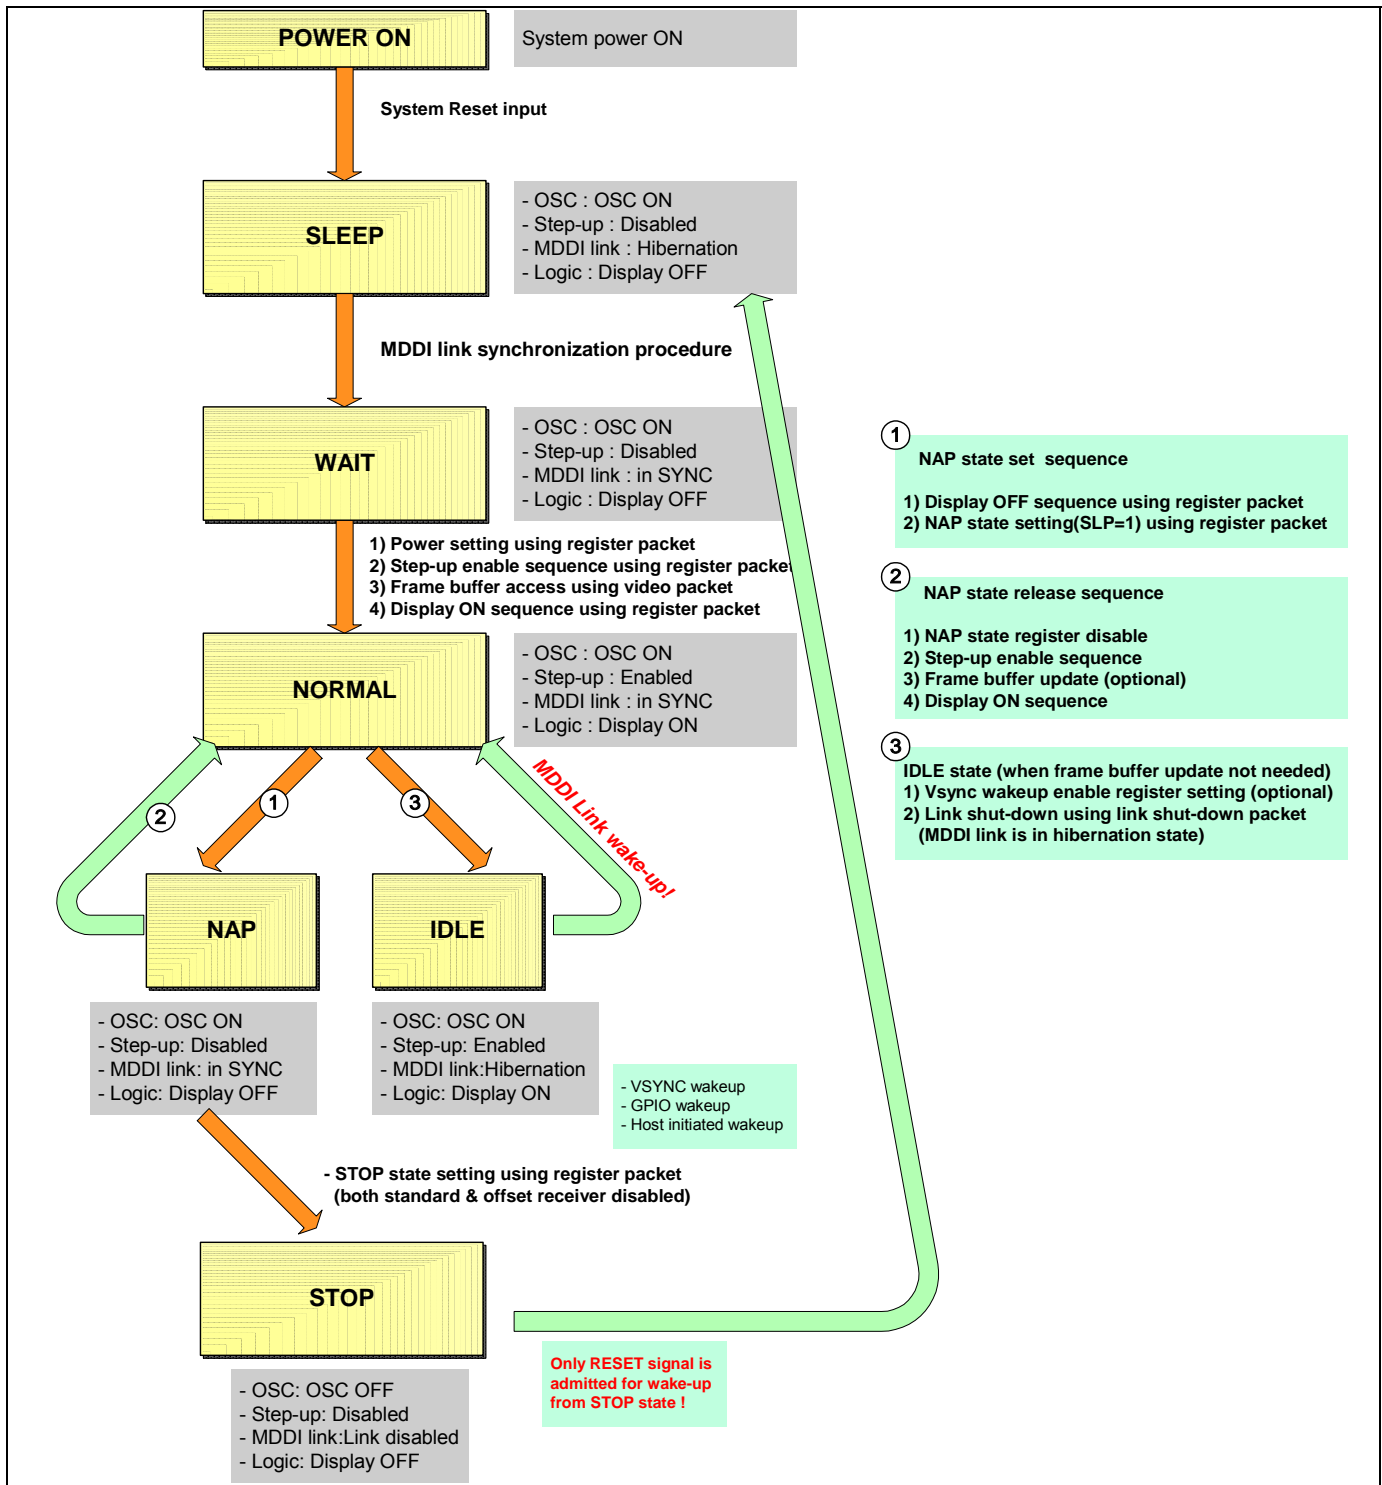 POWER ON
System power ON
System Reset input
SLEEP
- OSC : OSC ON
- Step-up : Disabled
- MDDI link : Hibernation
- Logic : Display OFF
MDDI link synchronization procedure
WAIT
- OSC : OSC ON
- Step-up : Disabled
- MDDI link : in SYNC
- Logic : Display OFF
1) Power setting using register packet
2) Step-up enable sequence using register packet
3) Frame buffer access using video packet
4) Display ON sequence using register packet
NORMAL
- OSC : OSC ON
- Step-up : Enabled
- MDDI link : in SYNC
- Logic : Display ON
1
NAP state set sequence
1) Display OFF sequence using register packet
2) NAP state setting(SLP=1) using register packet
2
NAP state release sequence
1) NAP state register disable
2) Step-up enable sequence
3) Frame buffer update (optional)
4) Display ON sequence
3
IDLE state (when frame buffer update not needed)
1) Vsync wakeup enable register setting (optional)
2) Link shut-down using link shut-down packet
(MDDI link is in hibernation state)
2
1
3
MDDI Link wake-up!
NAP
IDLE
- OSC: OSC ON
- Step-up: Disabled
- MDDI link: in SYNC
- Logic: Display OFF
- OSC: OSC ON
- Step-up: Enabled
- MDDI link:Hibernation
- Logic: Display ON
- VSYNC wakeup
- GPIO wakeup
- Host initiated wakeup
- STOP state setting using register packet
(both standard & offset receiver disabled)
STOP
Only RESET signal is
admitted for wake-up
from STOP state !
- OSC: OSC OFF
- Step-up: Disabled
- MDDI link:Link disabled
- Logic: Display OFF